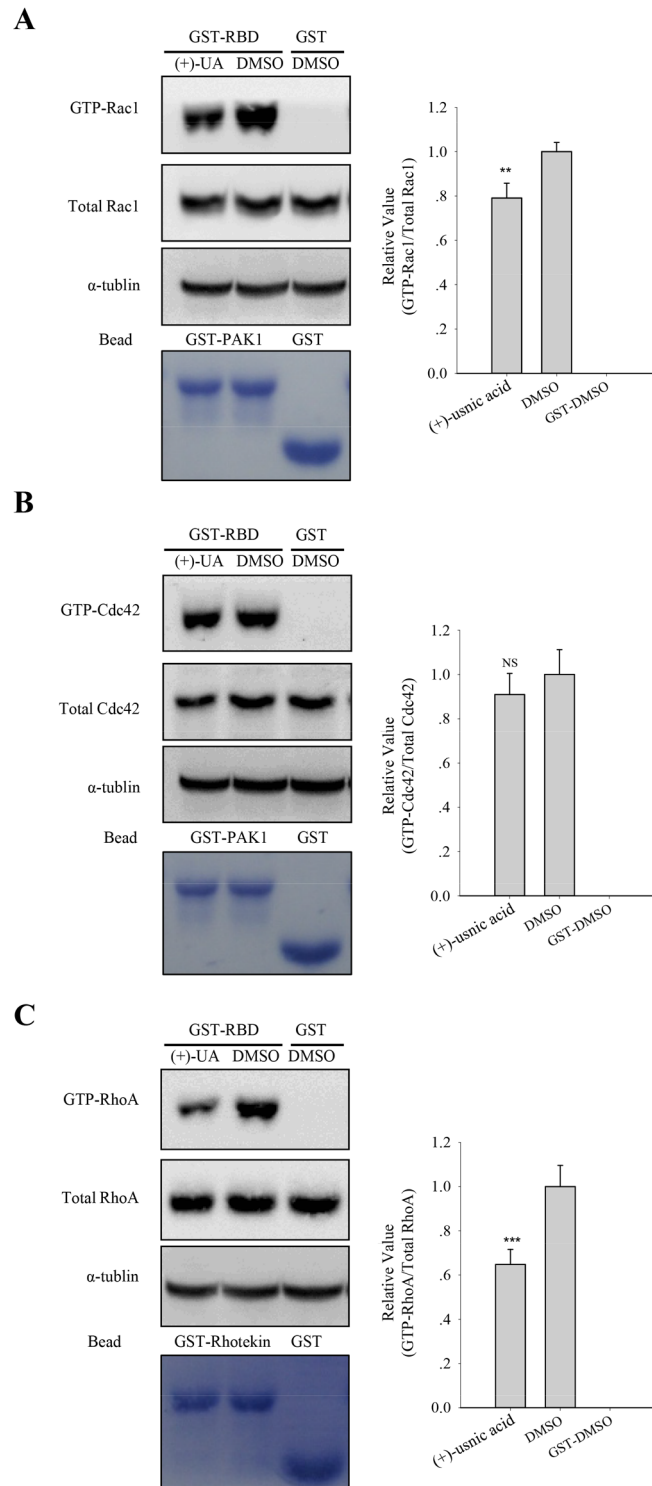 A
GST-RBD GST
(+)-UA DMSO DMSO
GTP-Rac1
Total Rac1
α-tublin
Bead GST-PAK1 GST
Relative Value
(GTP-Rac1/Total Rac1)
1.2
1.0
.8
.6
.4
.2
0.0
**
(+)-usnic acid
DMSO
GST-DMSO
B
GST-RBD GST
(+)-UA DMSO DMSO
GTP-Cdc42
Total Cdc42
α-tublin
Bead GST-PAK1 GST
Relative Value
(GTP-Cdc42/Total Cdc42)
1.2
1.0
.8
.6
.4
.2
0.0
NS
(+)-usnic acid
DMSO
GST-DMSO
C
GST-RBD GST
(+)-UA DMSO DMSO
GTP-RhoA
Total RhoA
α-tublin
Bead GST-Rhotekin GST
Relative Value
(GTP-RhoA/Total RhoA)
1.2
1.0
.8
.6
.4
.2
0.0
***
(+)-usnic acid
DMSO
GST-DMSO